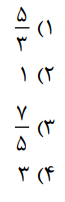 ۱) ۵/۳
۲) ۱
۳) ۷/۵
۴) ۳